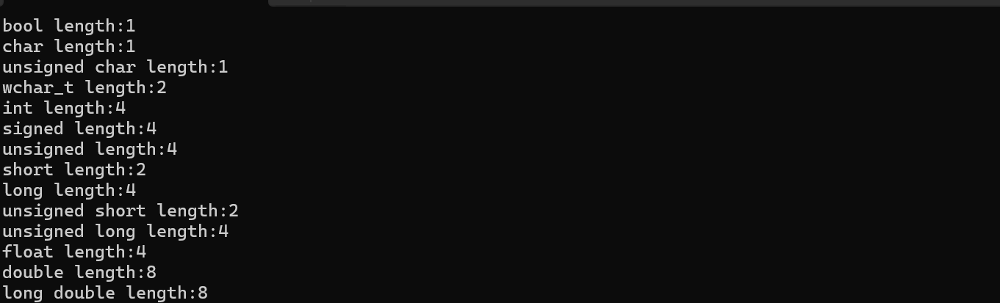 bool length:1
char length:1
unsigned char length:1
wchar_t length:2
int length:4
signed length:4
unsigned length:4
short length:2
long length:4
unsigned short length:2
unsigned long length:4
float length:4
double length:8
long double length:8